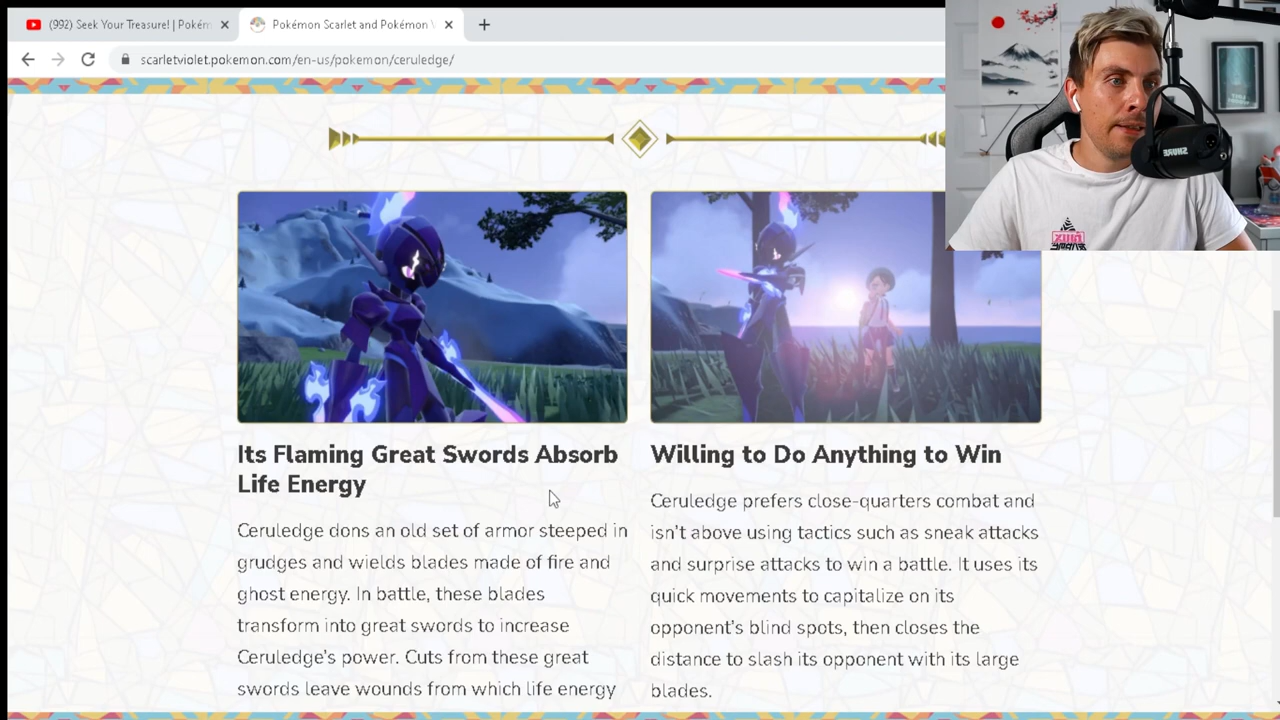 (992) Seek Your Treasure! | Pokém
Pokémon Scarlet and Pokémon
scarletviolet.pokemon.com/en-us/pokemon/ceruledge/
SHURE
Its Flaming Great Swords Absorb
Life Energy
Ceruledge dons an old set of armor steeped in
grudges and wields blades made of fire and
ghost energy. In battle, these blades
transform into great swords to increase
Ceruledge's power. Cuts from these great
swords leave wounds from which life energy
Willing to Do Anything to Win
Ceruledge prefers close-quarters combat and
isn't above using tactics such as sneak attacks
and surprise attacks to win a battle. It uses its
quick movements to capitalize on its
opponent's blind spots, then closes the
distance to slash its opponent with its large
blades.